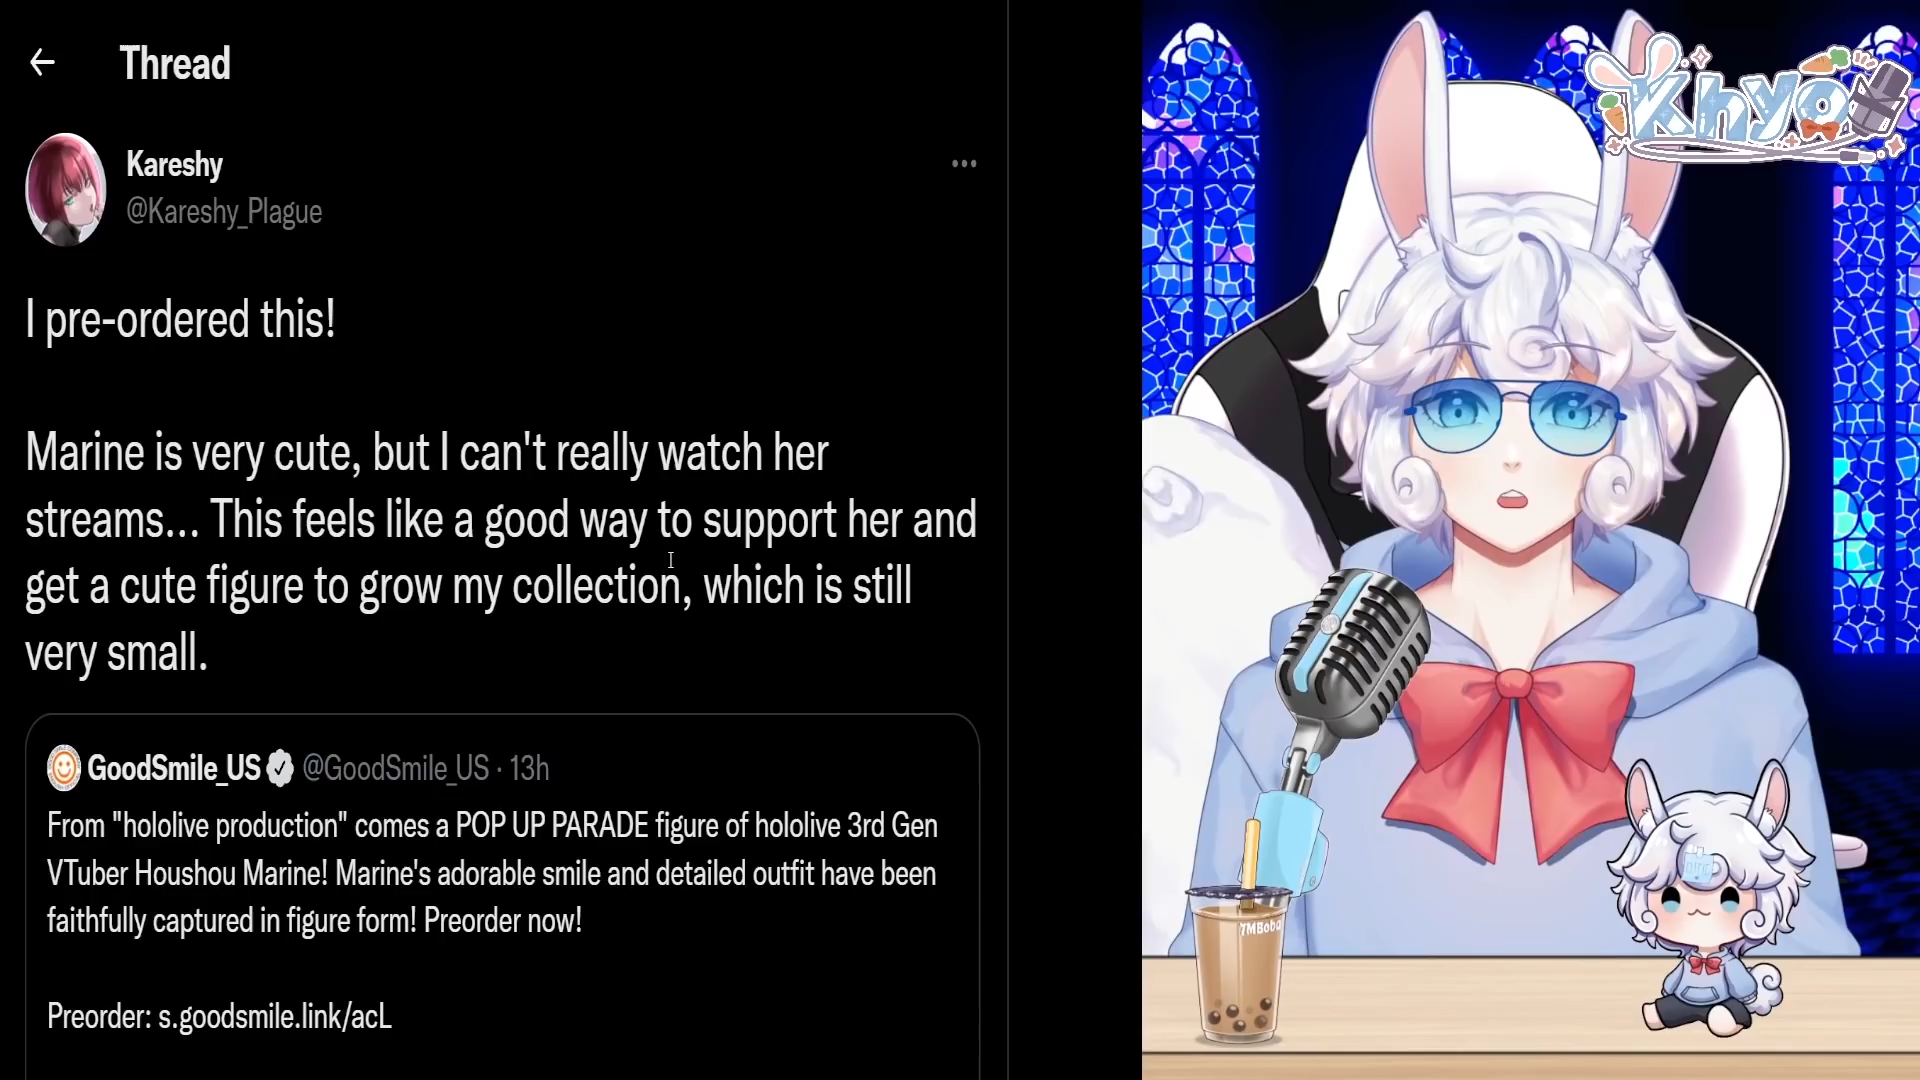 Thread
Kareshy
@Kareshy_Plague
I pre-ordered this!
Marine is very cute, but I can't really watch her
streams... This feels like a good way to support her and
get a cute figure to grow my collection, which is still
very small.
GoodSmile_US @GoodSmile_US · 13h
From "hololive production" comes a POP UP PARADE figure of hololive 3rd Gen
VTuber Houshou Marine! Marine's adorable smile and detailed outfit have been
faithfully captured in figure form! Preorder now!
Preorder: s.goodsmile.link/acL
Khyo
TMBoba